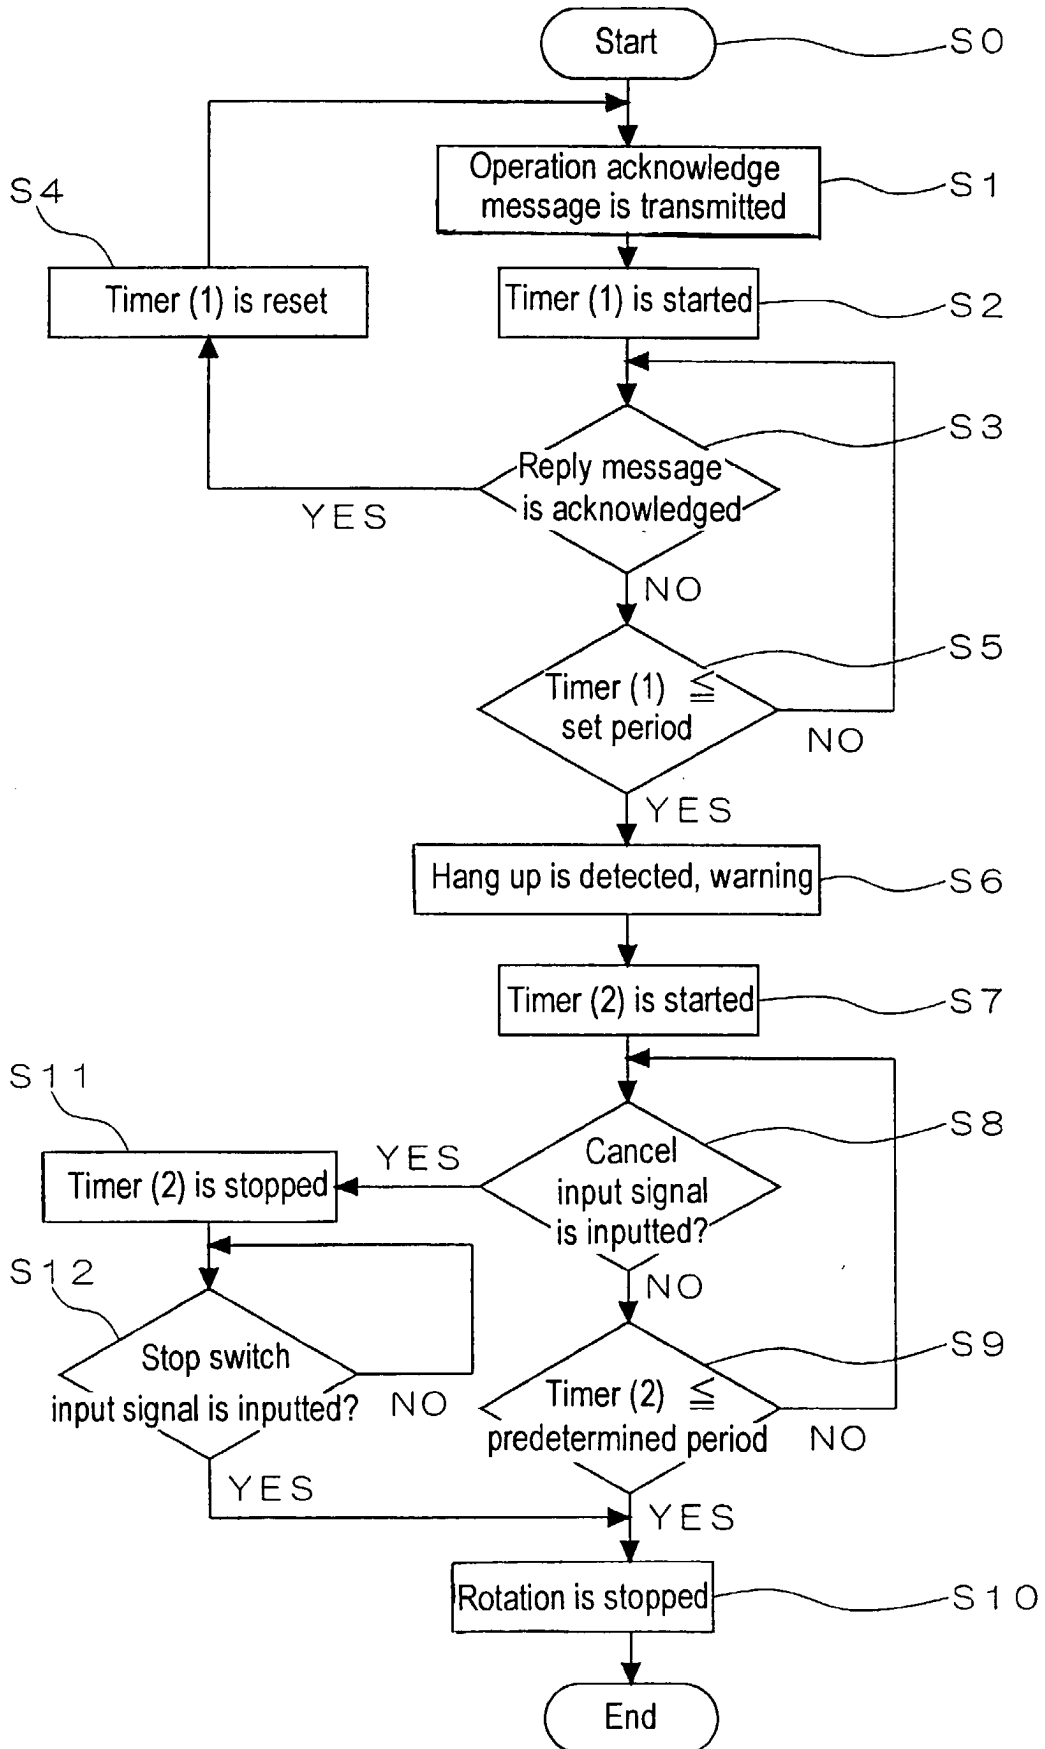 Start
S0
Operation acknowledge
message is transmitted
S1
S4
Timer (1) is reset
Timer (1) is started
S2
S3
Reply message
is acknowledged
YES
NO
S5
Timer (1) ≦
set period
NO
YES
Hang up is detected, warning
S6
Timer (2) is started
S7
S11
S8
Timer (2) is stopped
YES
Cancel
input signal
is inputted?
S12
NO
S9
Stop switch
input signal is inputted?
NO
Timer (2) ≦
predetermined period
NO
YES
YES
Rotation is stopped
S10
End